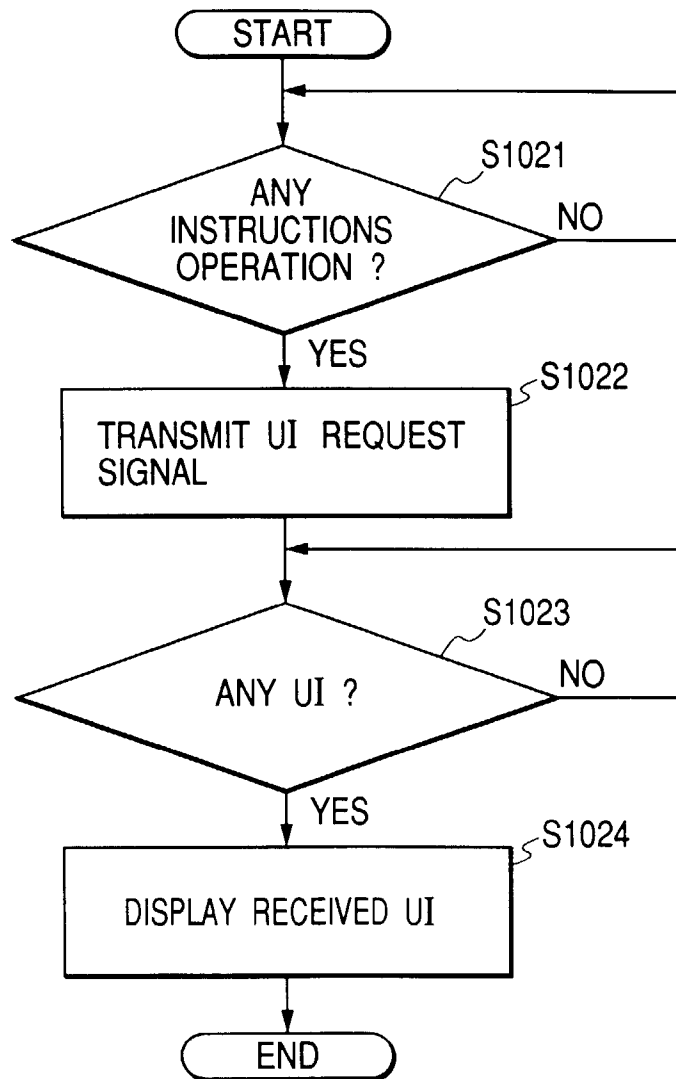 START
S1021
ANY
INSTRUCTIONS
OPERATION ?
NO
YES
S1022
TRANSMIT UI REQUEST
SIGNAL
S1023
ANY UI ?
NO
YES
S1024
DISPLAY RECEIVED UI
END